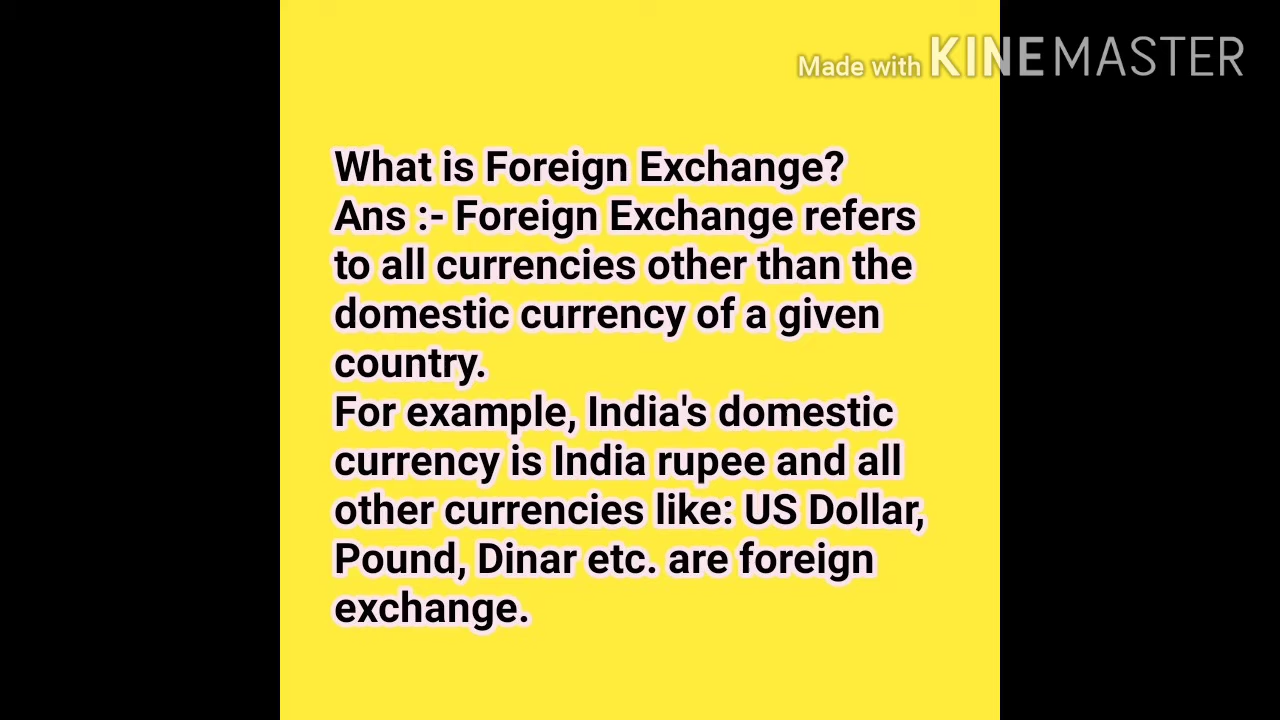 Made with KINEMASTER
What is Foreign Exchange?
Ans :- Foreign Exchange refers
to all currencies other than the
domestic currency of a given
country.
For example, India's domestic
currency is India rupee and all
other currencies like: US Dollar,
Pound, Dinar etc. are foreign
exchange.